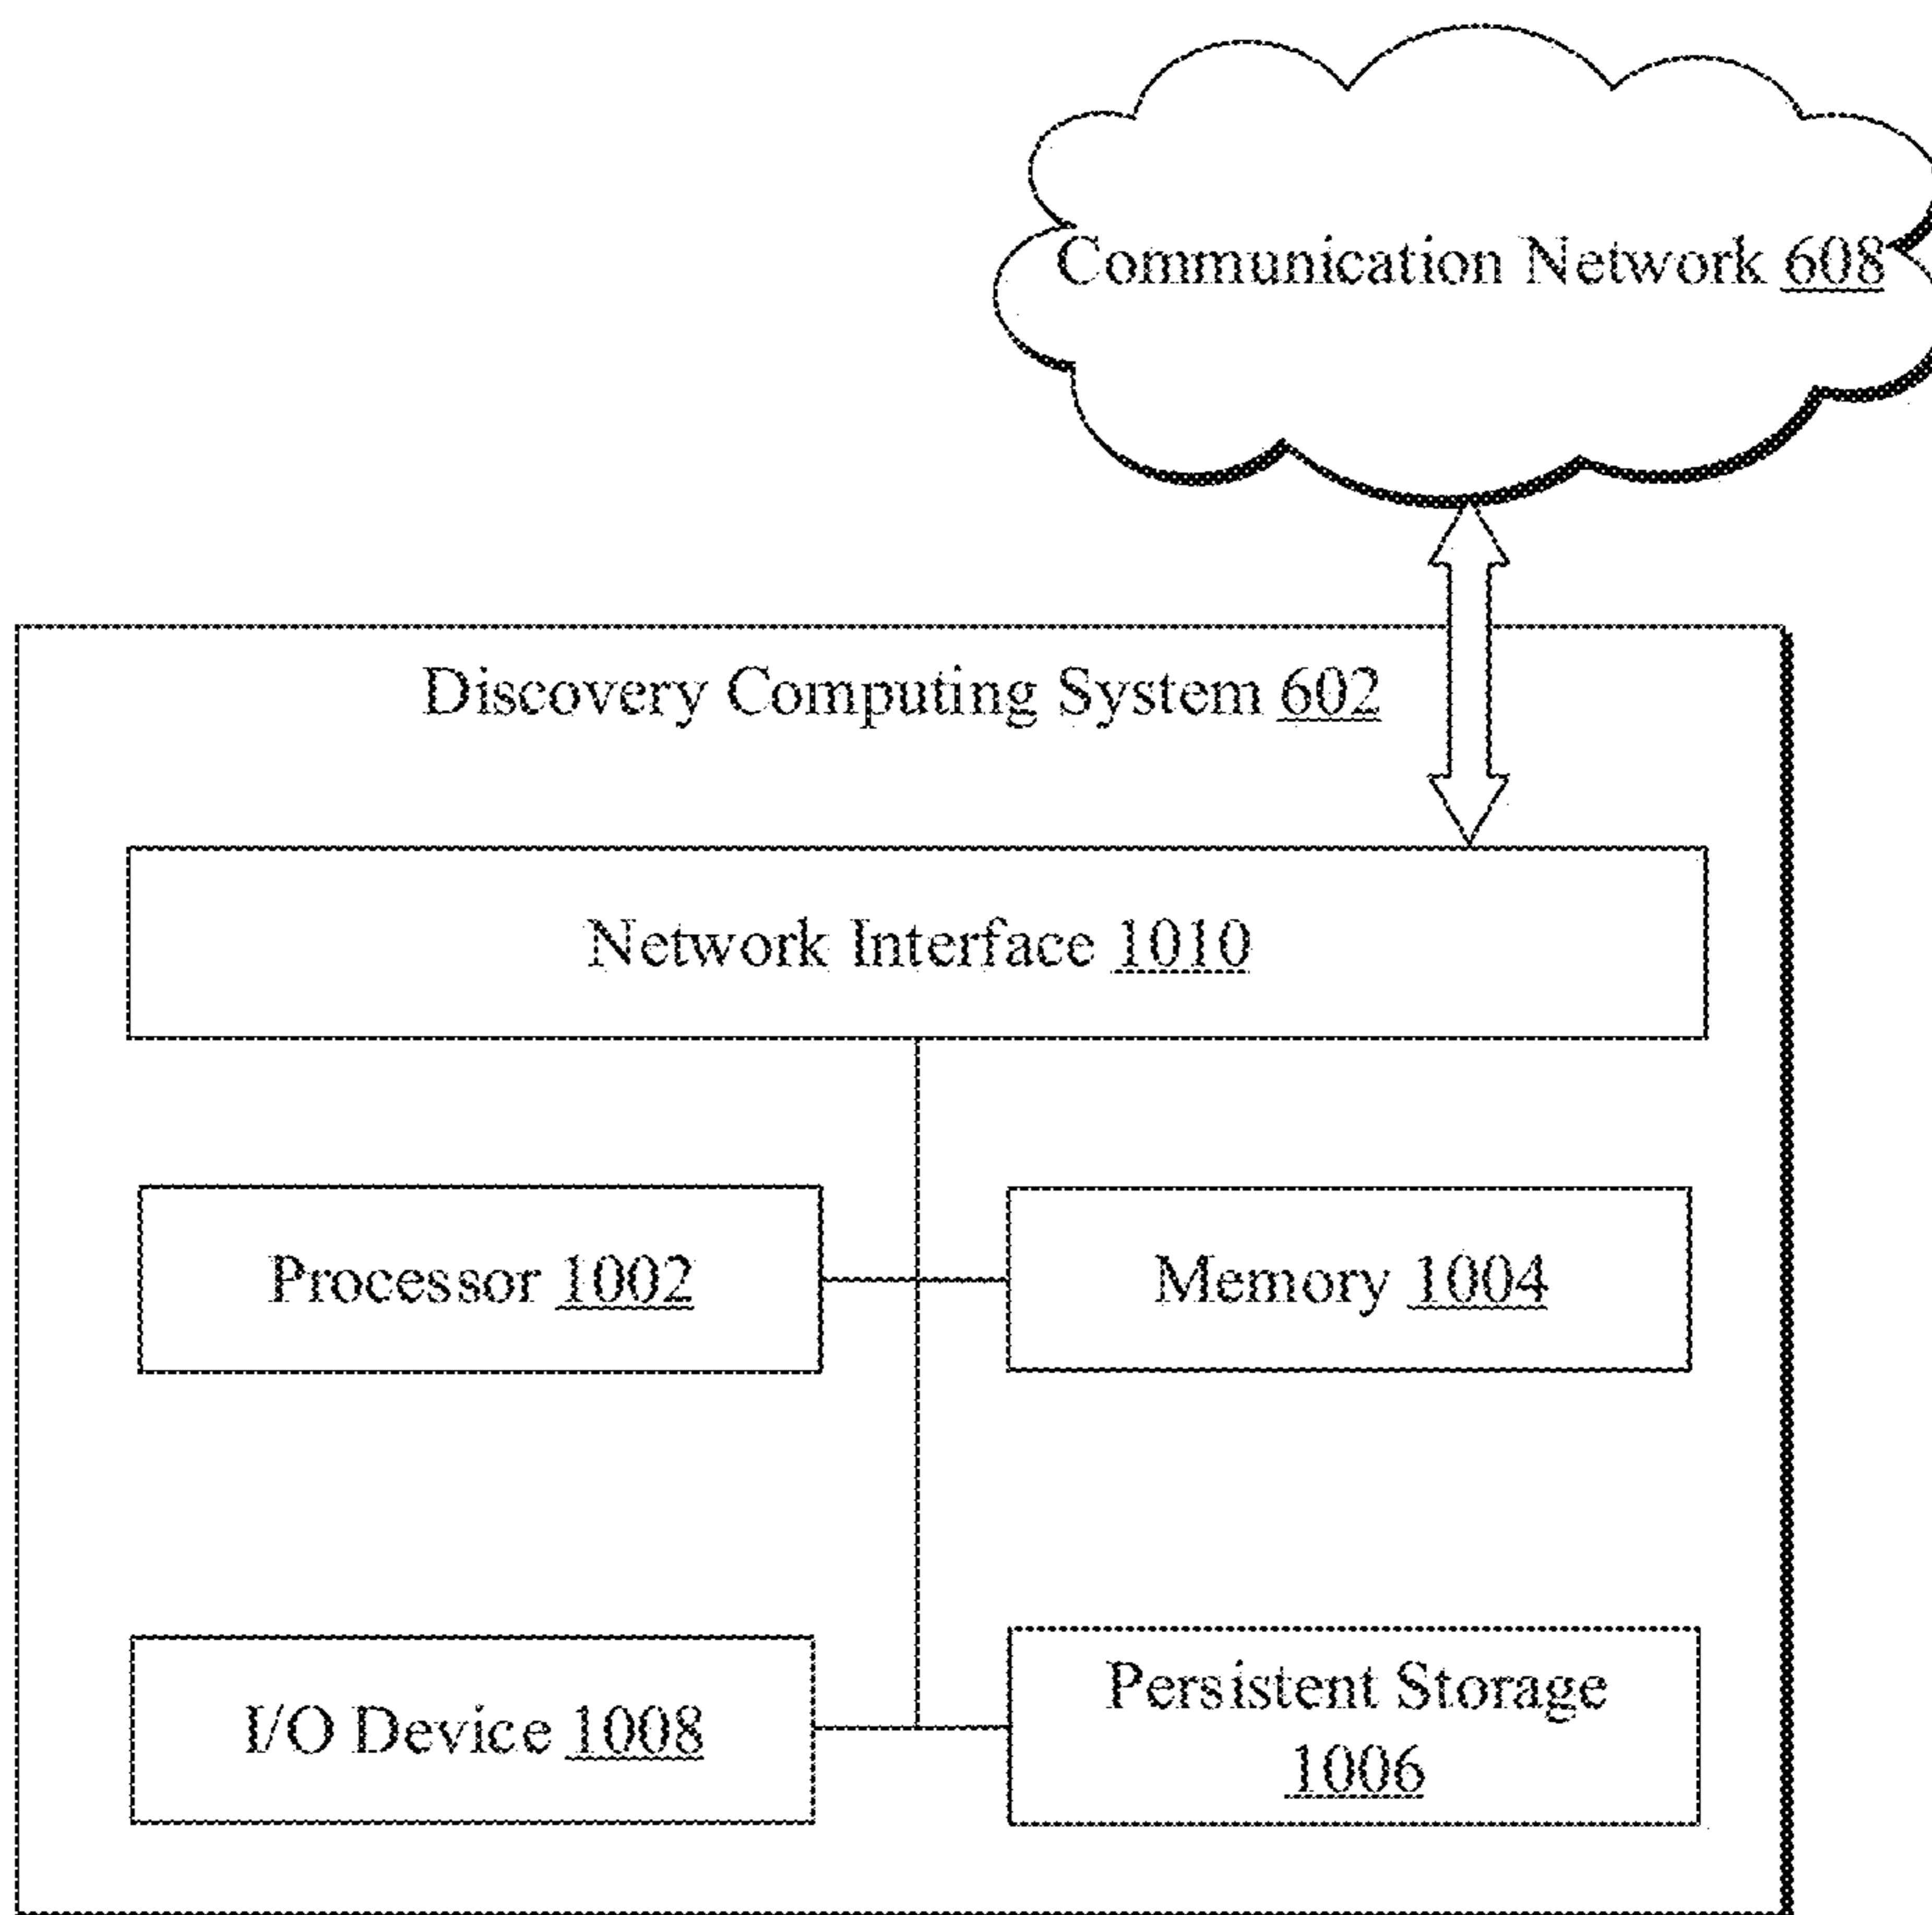 Communication Network 608
Discovery Computing System 602
Network Interface 1010
Processor 1002
Memory 1004
I/O Device 1008
Persistent Storage
1006